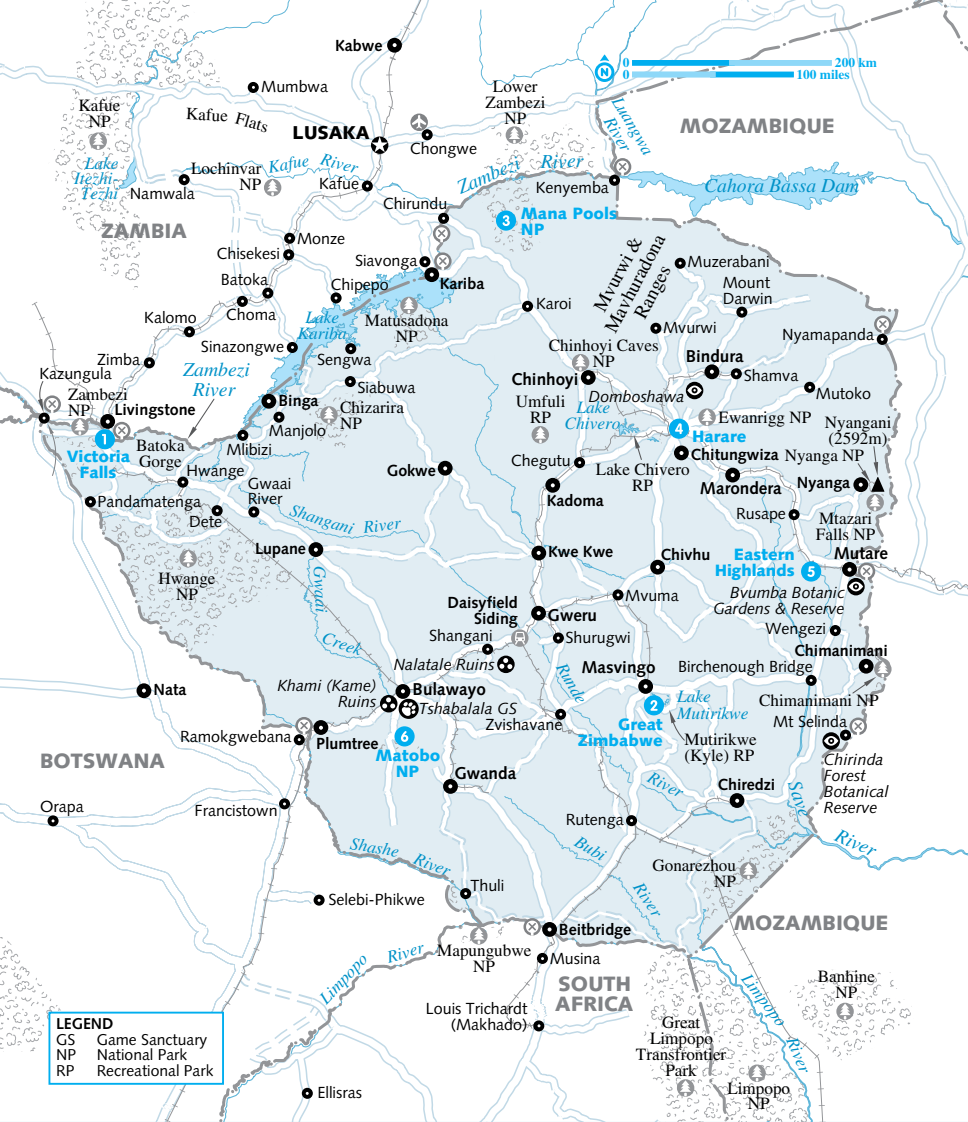 Kabwe
0 200 km
N
0 100 miles
Mumbwa
Lower
Zambezi
NP
Kafue
NP
Kafue Flats
LUSAKA
Luangwa
River
MOZAMBIQUE
Chongwe
Lake
Itezhi-
Tezhi
Lochinvar
NP
Kafue River
Zambezi River
Namwala
Kafue
Kenyemba
Cahora Bassa Dam
Chirundu
3 Mana Pools
NP
ZAMBIA
Monze
Chisekesi
Siavonga
Kariba
Mvurwi &
Mavhuradona
Ranges
Muzerabani
Mount
Darwin
Batoka
Choma
Chipepo
Karoi
Matusadona
NP
Kalomo
Lake
Kariba
Mvurwi
Nyamapanda
Sinazongwe
Sengwa
Chinhoyi Caves
NP
Bindura
Zimba
Zambezi
River
Kazungula
Chinhoyi
Shamva
Siabuwa
Domboshawa
Mutoko
Zambezi
NP
Livingstone
Binga
Chizarira
NP
Umfuli
RP
Lake
Chivero
Ewanrigg NP
Nyangani
(2592m)
Manjolo
1
Victoria
Falls
Batoka
Gorge
Mlibizi
4
Harare
Chitungwiza
Nyanga NP
Hwange
Gokwe
Chegutu
Lake Chivero
RP
Gwaai
River
Kadoma
Marondera
Nyanga
Pandamatenga
Dete
Shangani River
Rusape
Mtazari
Falls NP
Lupane
Kwe Kwe
Chivhu
Eastern
Highlands 5
Mutare
Hwange
NP
Gwaai
Creek
Bvumba Botanic
Gardens & Reserve
Mvuma
Daisyfield
Siding
Gweru
Wengezi
Shangani
Shurugwi
Chimanimani
Nalatale Ruins
Runde
Masvingo
Birchenough Bridge
Khami (Kame)
Ruins
Bulawayo
Tshabalala GS
Nata
Lake
Mutirikwe
Chimanimani NP
Zvishavane
2
Great
Zimbabwe
Mt Selinda
Ramokgwebana
Plumtree
6
Matobo
NP
Mutirikwe
(Kyle) RP
BOTSWANA
Chirinda
Forest
Botanical
Reserve
Gwanda
River
Chiredzi
Save
River
Orapa
Francistown
Rutenga
Shashe River
Bubi
River
Gonarezhou
NP
Thuli
Selebi-Phikwe
MOZAMBIQUE
Beitbridge
Mapungubwe
NP
Limpopo River
Musina
SOUTH
AFRICA
Limpopo
River
Banhine
NP
Louis Trichardt
(Makhado)
Great
Limpopo
Transfrontier
Park
LEGEND
GS Game Sanctuary
NP National Park
RP Recreational Park
Ellisras
Limpopo
NP